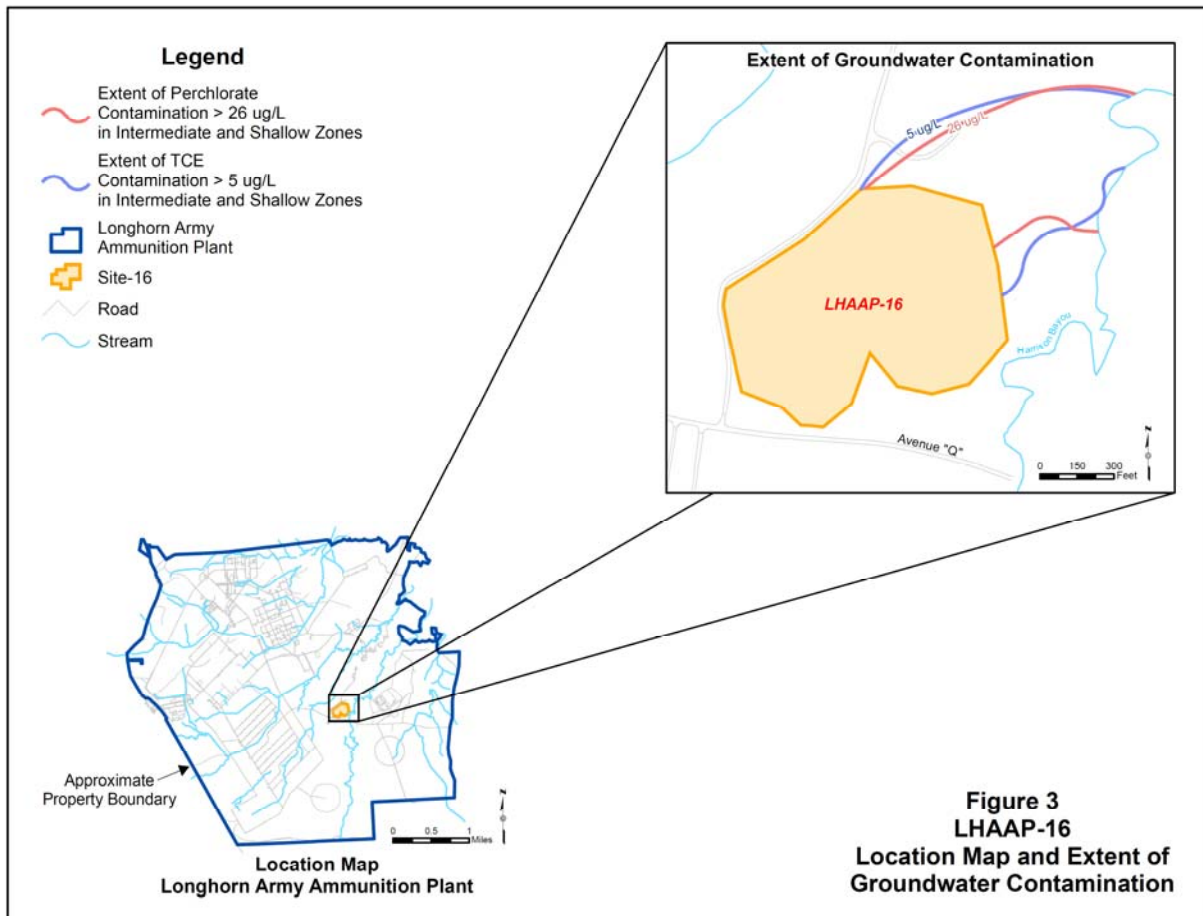 Legend
Extent of Perchlorate
Contamination > 26 ug/L
in Intermediate and Shallow Zones
Extent of TCE
Contamination > 5 ug/L
in Intermediate and Shallow Zones
Longhorn Army
Ammunition Plant
Site-16
Road
Stream
Extent of Groundwater Contamination
5 ug/L
26 ug/L
LHAAP-16
Harrison Bayou
Avenue "Q"
N
0 150 300
Feet
Approximate
Property Boundary
N
0 0.5 1
Miles
Location Map
Longhorn Army Ammunition Plant
Figure 3
LHAAP-16
Location Map and Extent of
Groundwater Contamination